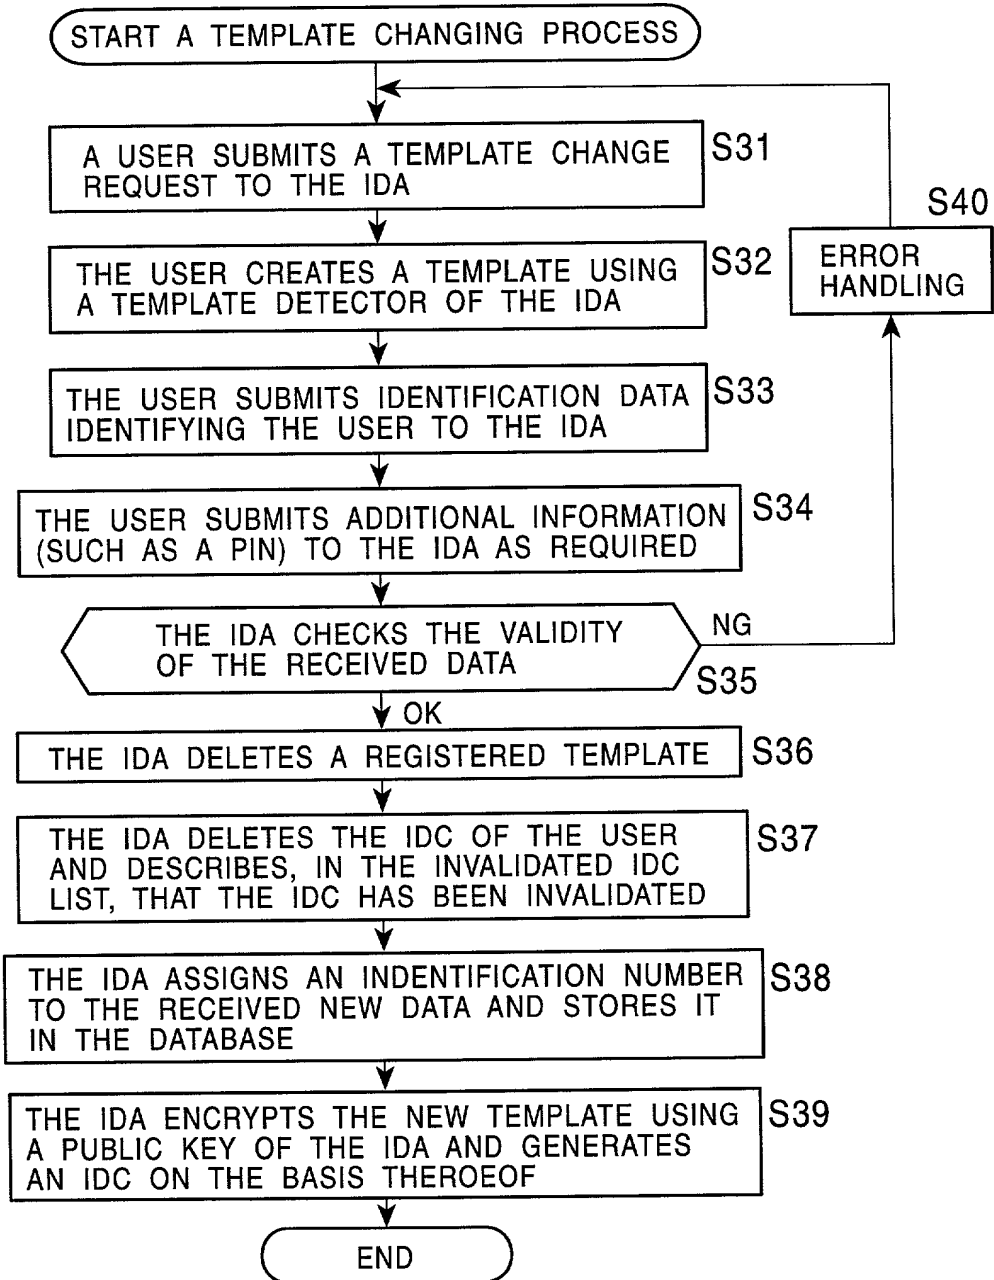 START A TEMPLATE CHANGING PROCESS
A USER SUBMITS A TEMPLATE CHANGE
REQUEST TO THE IDA
S31
THE USER CREATES A TEMPLATE USING
A TEMPLATE DETECTOR OF THE IDA
S32
S40
ERROR
HANDLING
THE USER SUBMITS IDENTIFICATION DATA
IDENTIFYING THE USER TO THE IDA
S33
THE USER SUBMITS ADDITIONAL INFORMATION
(SUCH AS A PIN) TO THE IDA AS REQUIRED
S34
THE IDA CHECKS THE VALIDITY
OF THE RECEIVED DATA
NG
S35
OK
THE IDA DELETES A REGISTERED TEMPLATE
S36
THE IDA DELETES THE IDC OF THE USER
AND DESCRIBES, IN THE INVALIDATED IDC
LIST, THAT THE IDC HAS BEEN INVALIDATED
S37
THE IDA ASSIGNS AN INDENTIFICATION NUMBER
TO THE RECEIVED NEW DATA AND STORES IT
IN THE DATABASE
S38
THE IDA ENCRYPTS THE NEW TEMPLATE USING
A PUBLIC KEY OF THE IDA AND GENERATES
AN IDC ON THE BASIS THEROEOF
S39
END